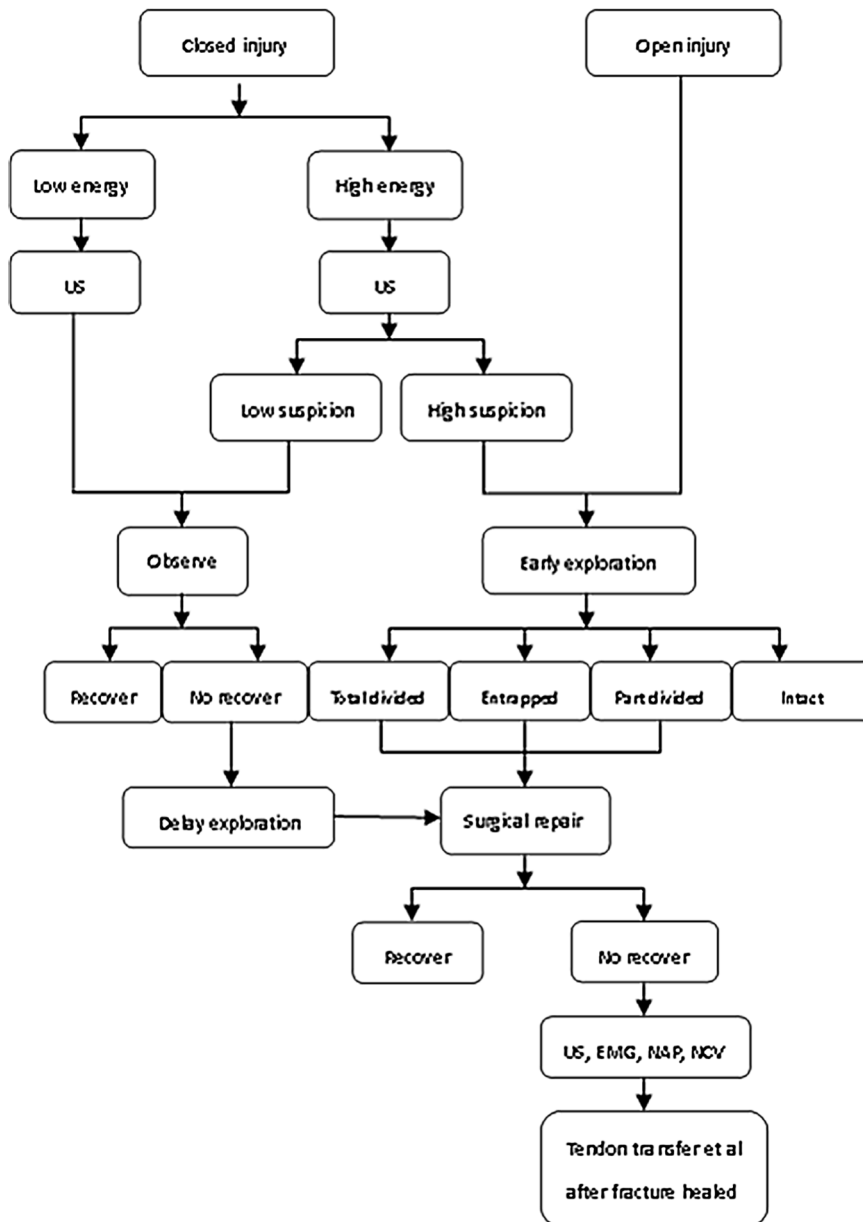 Closed injury
Open injury
Low energy
High energy
US
US
Low suspicion
High suspicion
Observe
Early exploration
Recover
No recover
Total divided
Entrapped
Part divided
Intact
Delay exploration
Surgical repair
Recover
No recover
US, EMG, NAP, NCV
Tendon transfer et al
after fracture healed